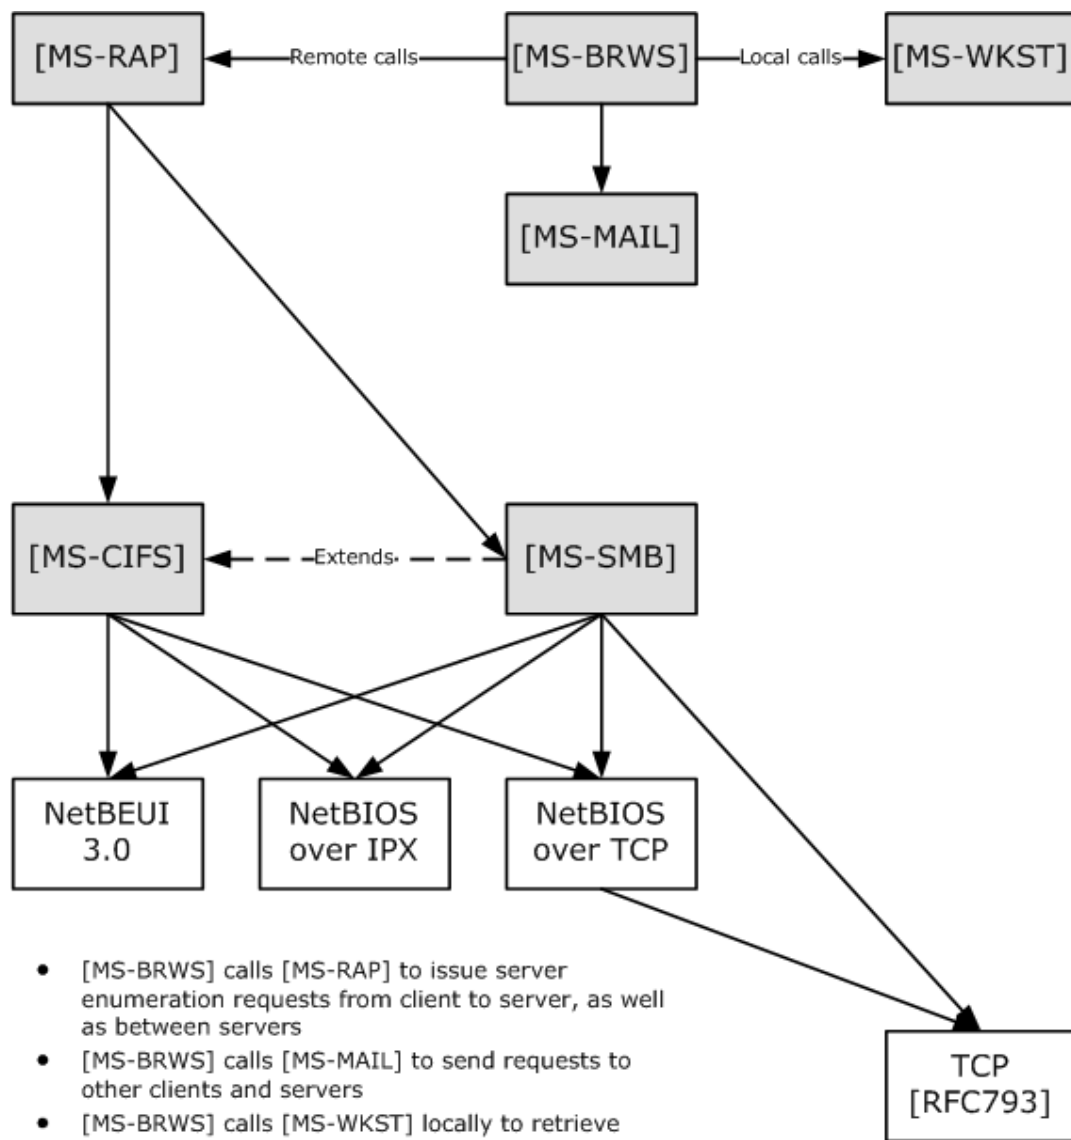 [MS-RAP]
Remote calls
[MS-BRWS]
Local calls
[MS-WKST]
[MS-MAIL]
[MS-CIFS]
Extends
[MS-SMB]
NetBEUI
3.0
NetBIOS
over IPX
NetBIOS
over TCP
• [MS-BRWS] calls [MS-RAP] to issue server
enumeration requests from client to server, as well
as between servers
• [MS-BRWS] calls [MS-MAIL] to send requests to
other clients and servers
• [MS-BRWS] calls [MS-WKST] locally to retrieve
TCP
[RFC793]